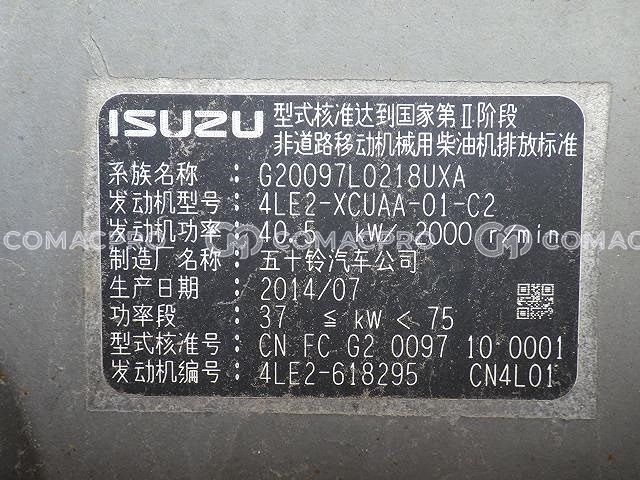 ISUZU 型式核准达到国家第Ⅱ阶段
非道路移动机械用柴油机排放标准
系族名称 : G20097L0218UXA
发动机型号 : 4LE2-XCUAA-01-C2
发动机功率 : 40.5 kW/ 2000 r/min
制造厂名称 : 五十铃汽车公司
生产日期 : 2014/07
功率段 : 37 ≦ kW < 75
型式核准号 : CN FC G2 0097 10 0001
发动机编号 : 4LE2-618295 CN4L01
COMACPRO CM COMACPRO CM COMACPRO